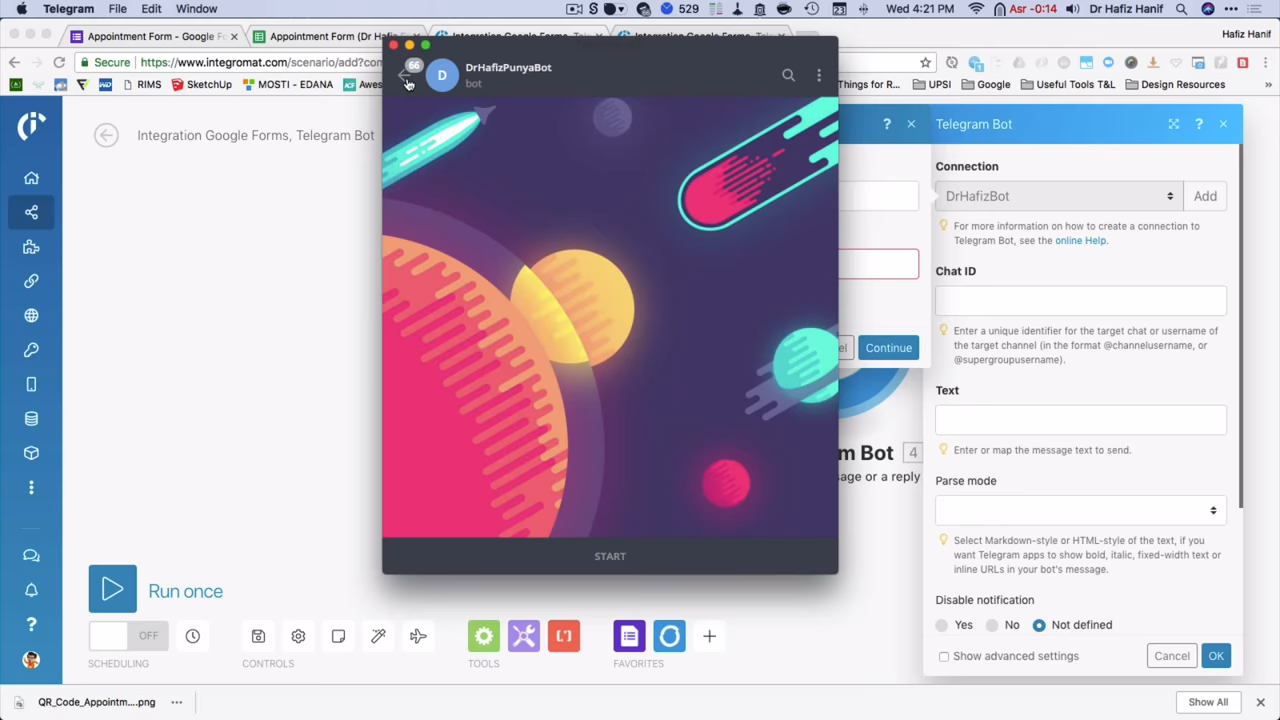 Telegram File Edit Window
529
23
Wed 4:21 PM
Asr -0:14
Dr Hafiz Hanif
Appointment Form - Google F
Appointment Form (Dr Ha
Hafiz Hanif
Secure
https://www.integromat.com/scenario/add?con
RIMS
SketchUp
MOSTI - EDANA
Things for R...
UPSI
Google
Useful Tools T&L
Design Resources
»
66
D
DrHafizPunyaBot
bot
START
Integration Google Forms, Telegram Bot
?
Continue
m Bot
4
sage or a reply
Telegram Bot
?
Connection
DrHafizBot
Add
For more information on how to create a connection to
Telegram Bot, see the online Help.
Chat ID
Enter a unique identifier for the target chat or username of
the target channel (in the format @channelusername, or
@supergroupusername).
Text
Enter or map the message text to send.
Parse mode
Select Markdown-style or HTML-style of the text, if you
want Telegram apps to show bold, italic, fixed-width text or
inline URLs in your bot's message.
Disable notification
Yes
No
Not defined
Show advanced settings
Cancel
OK
Run once
OFF
SCHEDULING
CONTROLS
TOOLS
FAVORITES
QR_Code_Appointm....png
Show All